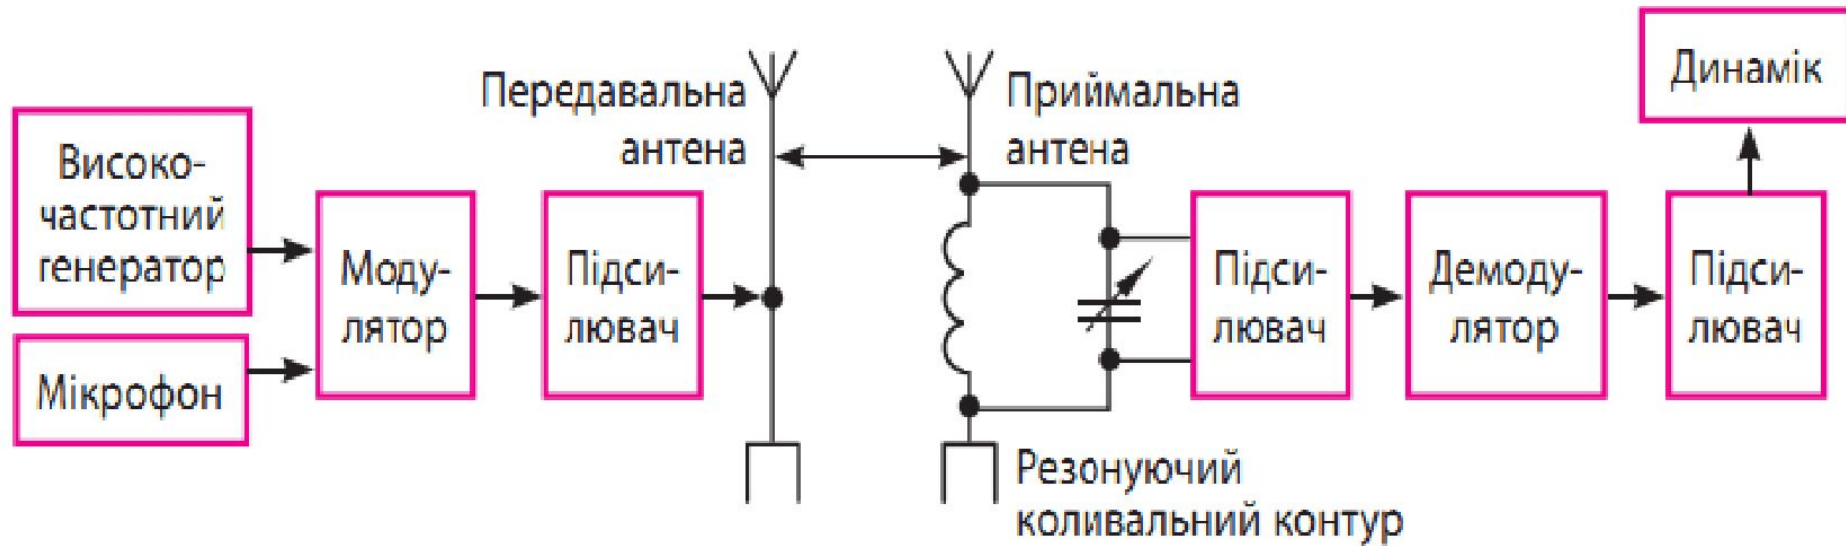 Високо-
частотний
генератор
Мікрофон
Моду-
лятор
Підси-
лювач
Передавальна
антена
Приймальна
антена
Резонуючий
коливальний контур
Підси-
лювач
Демоду-
лятор
Підси-
лювач
Динамік